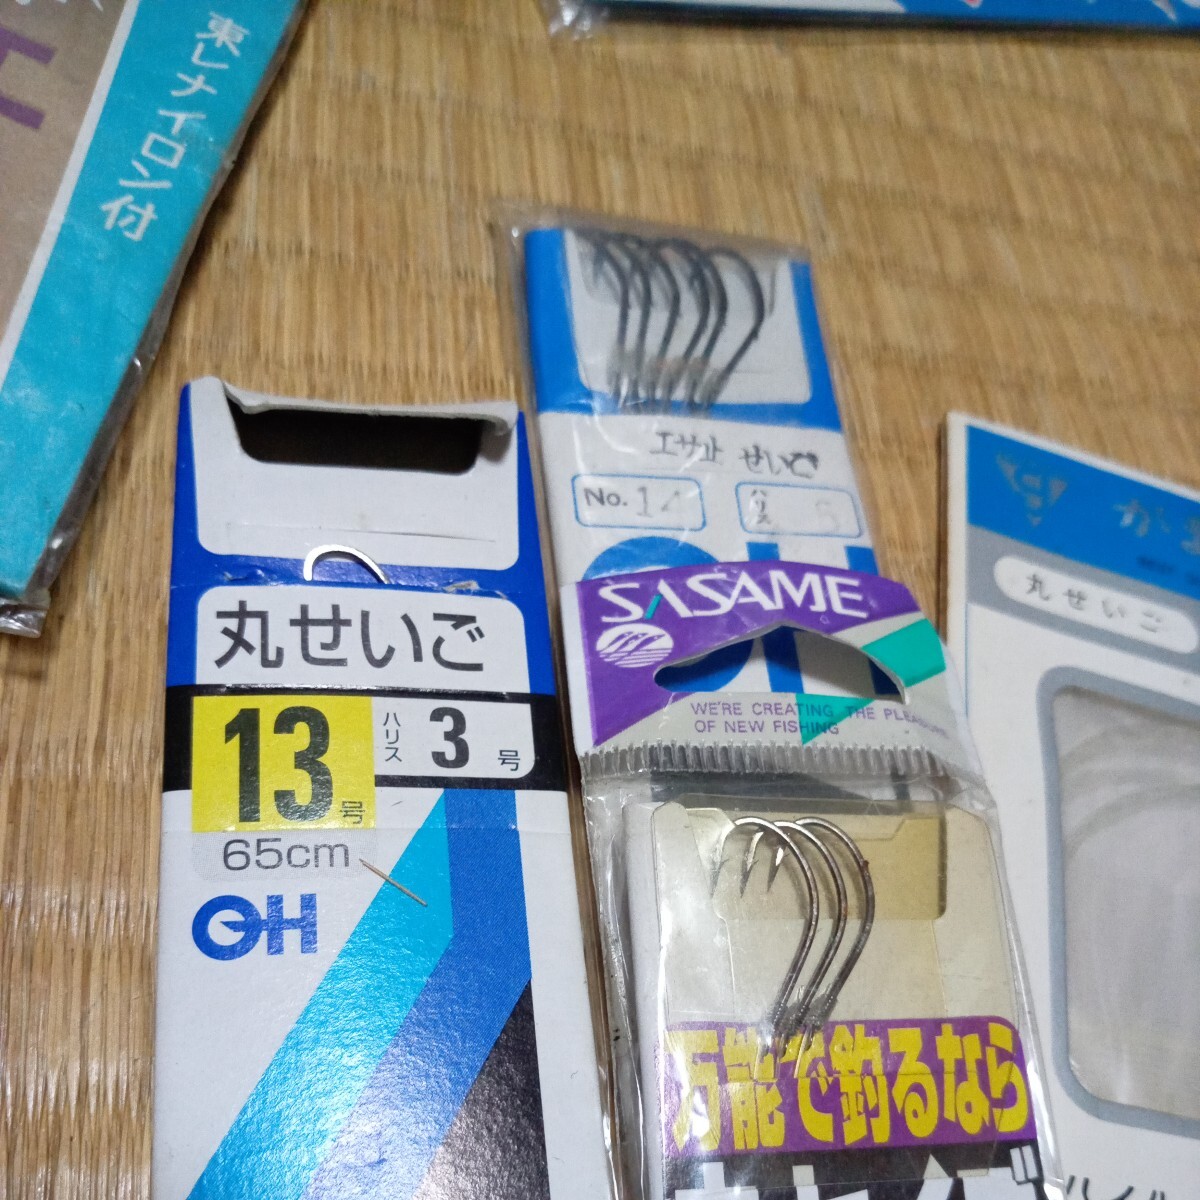 東レナイロン付
エサ止 せいご
No. 14
ハリス
丸せいご
13号
ハリス 3号
65cm
OH
SASAME
WE'RE CREATING THE PLEASURE
OF NEW FISHING
万能で釣るなら
丸せいご